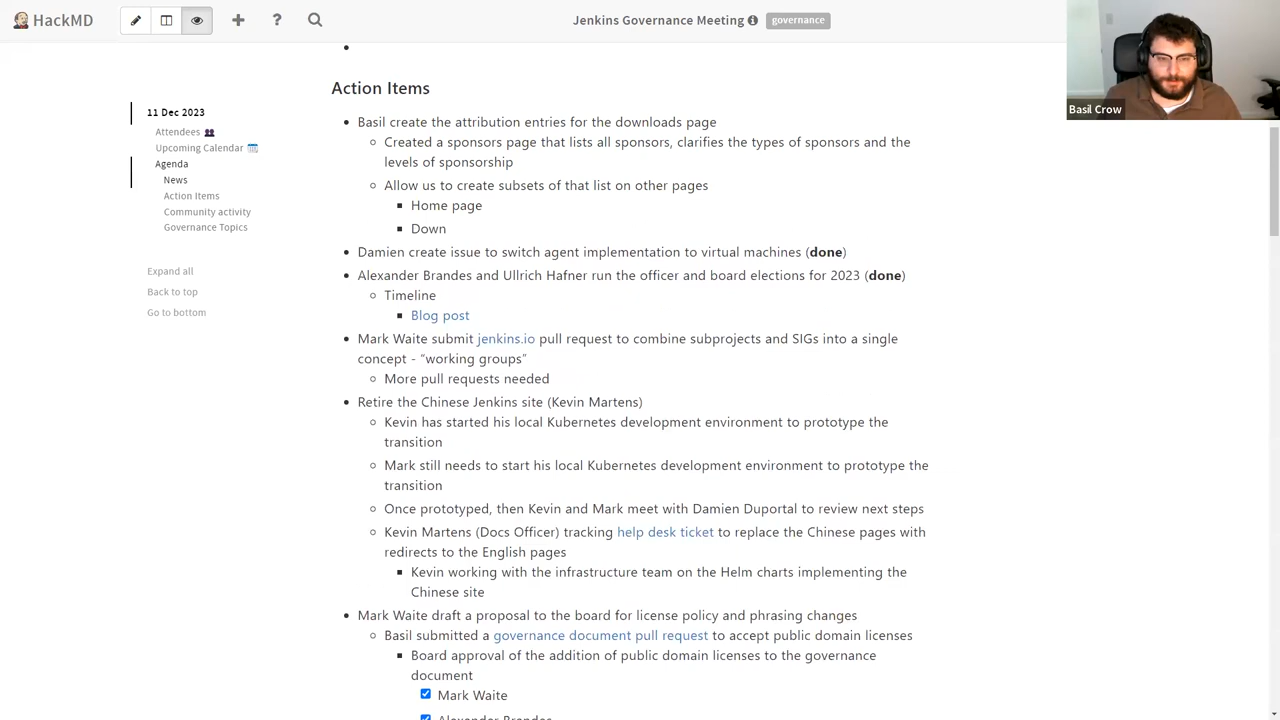 HackMD
Jenkins Governance Meeting
governance
Basil Crow
11 Dec 2023
Attendees
Upcoming Calendar
Agenda
News
Action Items
Community activity
Governance Topics
Expand all
Back to top
Go to bottom
Action Items
Basil create the attribution entries for the downloads page
Created a sponsors page that lists all sponsors, clarifies the types of sponsors and the
levels of sponsorship
Allow us to create subsets of that list on other pages
Home page
Down
Damien create issue to switch agent implementation to virtual machines (done)
Alexander Brandes and Ullrich Hafner run the officer and board elections for 2023 (done)
Timeline
Blog post
Mark Waite submit jenkins.io pull request to combine subprojects and SIGs into a single
concept - “working groups”
More pull requests needed
Retire the Chinese Jenkins site (Kevin Martens)
Kevin has started his local Kubernetes development environment to prototype the
transition
Mark still needs to start his local Kubernetes development environment to prototype the
transition
Once prototyped, then Kevin and Mark meet with Damien Duportal to review next steps
Kevin Martens (Docs Officer) tracking help desk ticket to replace the Chinese pages with
redirects to the English pages
Kevin working with the infrastructure team on the Helm charts implementing the
Chinese site
Mark Waite draft a proposal to the board for license policy and phrasing changes
Basil submitted a governance document pull request to accept public domain licenses
Board approval of the addition of public domain licenses to the governance
document
Mark Waite
Alexander Brandes